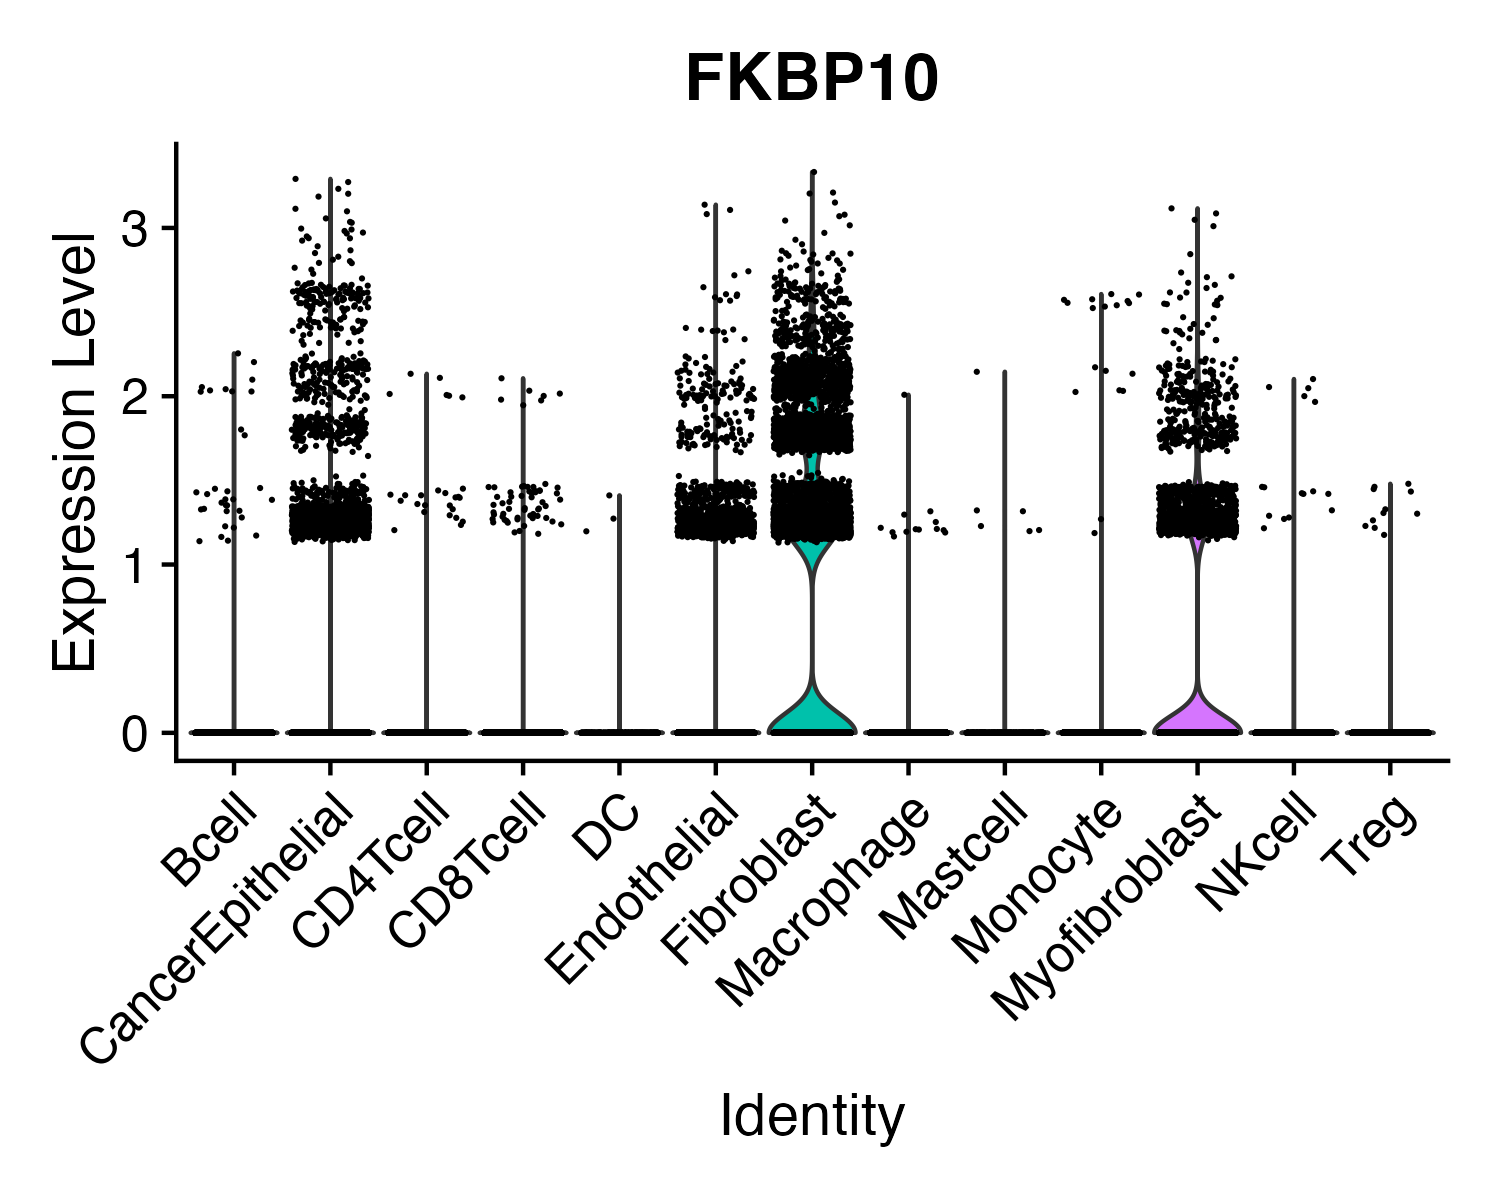 FKBP10
Expression Level
3
2
1
0
Bcell
CancerEpithelial
CD4Tcell
CD8Tcell
DC
Endothelial
Fibroblast
Macrophage
Mastcell
Monocyte
Myofibroblast
NKcell
Treg
Identity